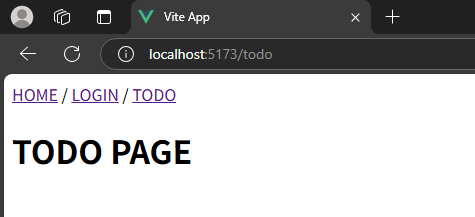 Vite App
localhost:5173/todo
HOME / LOGIN / TODO
TODO PAGE